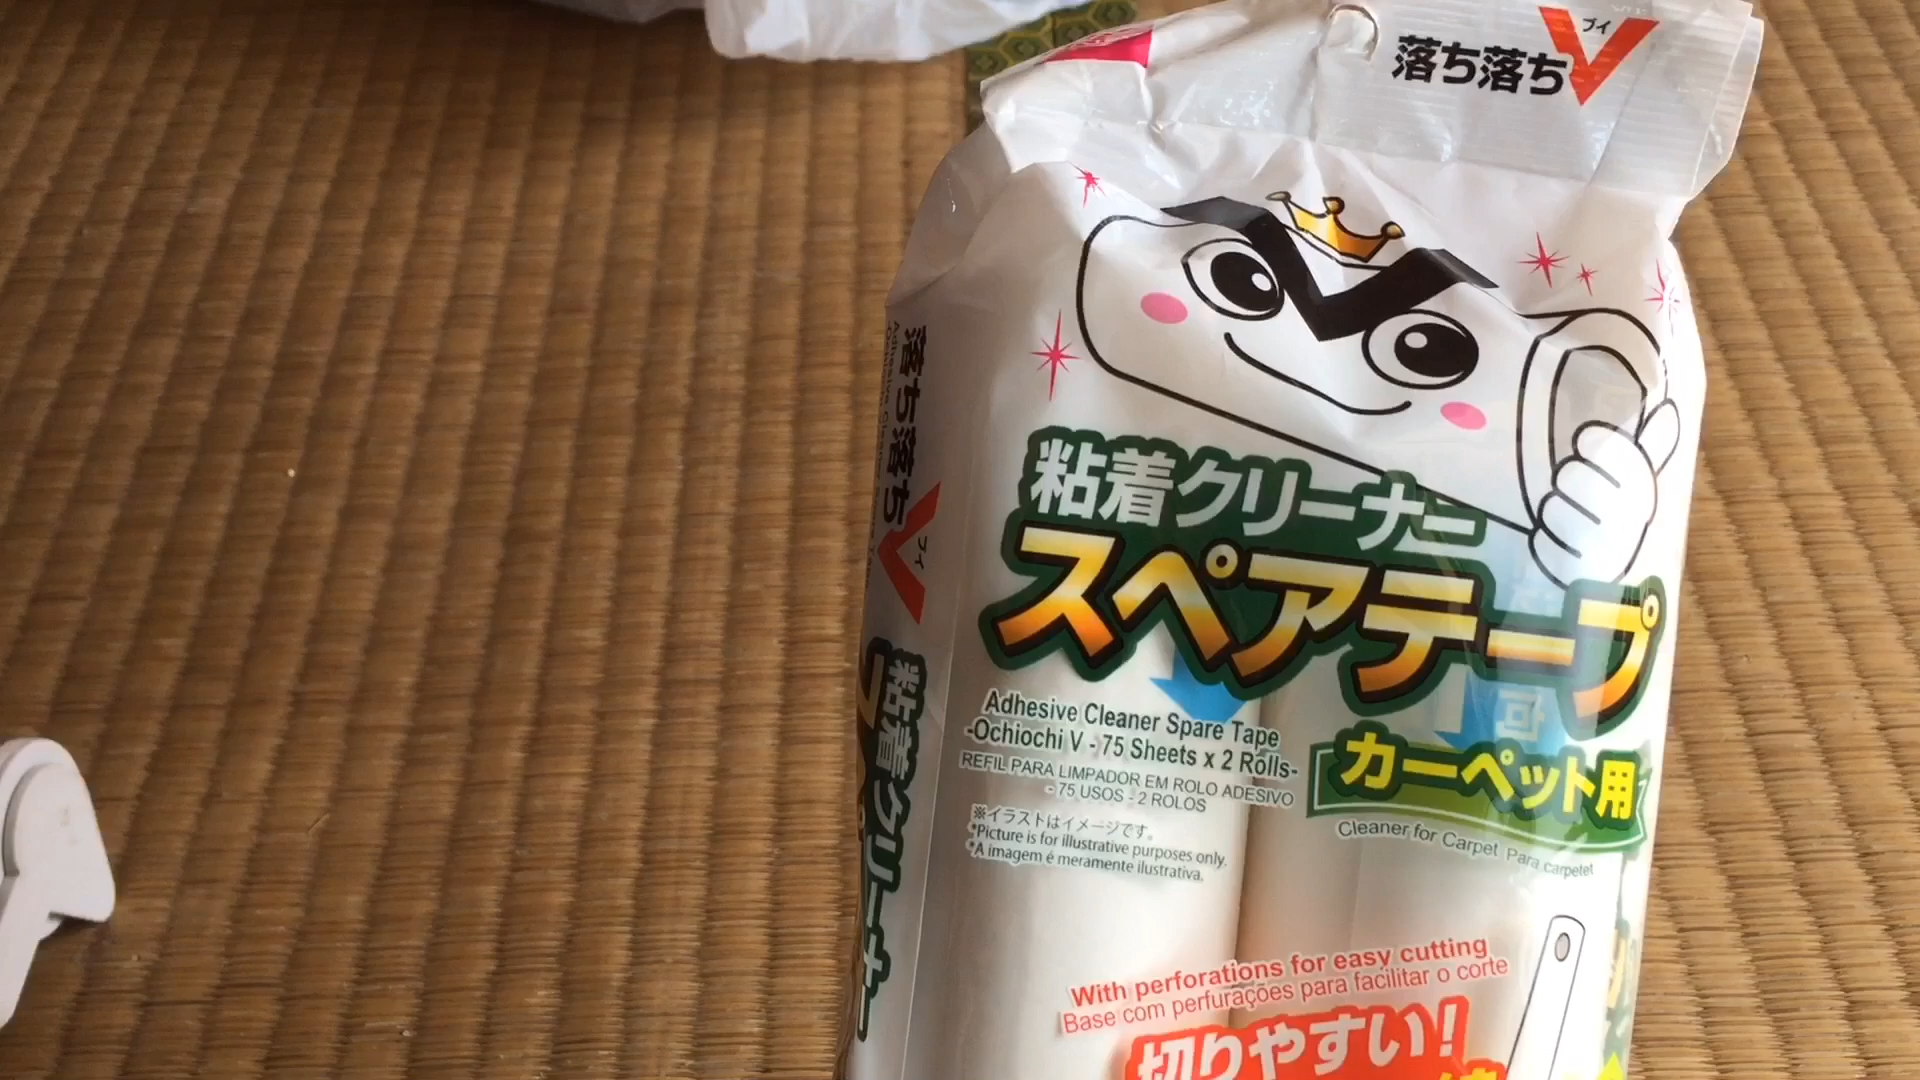 落ち落ちV
ブイ
粘着クリーナー
スペアテープ
Adhesive Cleaner Spare Tape
-Ochiochi V - 75 Sheets x 2 Rolls-
REFIL PARA LIMPADOR EM ROLO ADESIVO
- 75 USOS - 2 ROLOS
※イラストはイメージです。
*Picture is for illustrative purposes only.
*A imagem é meramente ilustrativa.
カーペット用
Cleaner for Carpet Para carpetet
With perforations for easy cutting
Base com perfurações para facilitar o corte
切りやすい!
落ち落ちV
ブイ
粘着クリーナー